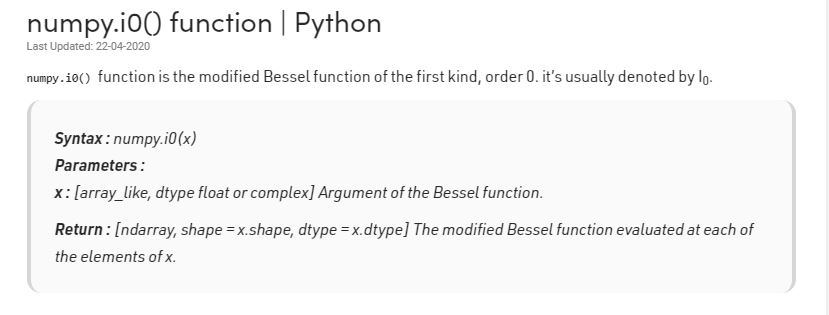 numpy.i0() function | Python
Last Updated: 22-04-2020
numpy.i0() function is the modified Bessel function of the first kind, order 0. it's usually denoted by I₀.
Syntax : numpy.i0(x)
Parameters :
x : [array_like, dtype float or complex] Argument of the Bessel function.
Return : [ndarray, shape = x.shape, dtype = x.dtype] The modified Bessel function evaluated at each of
the elements of x.